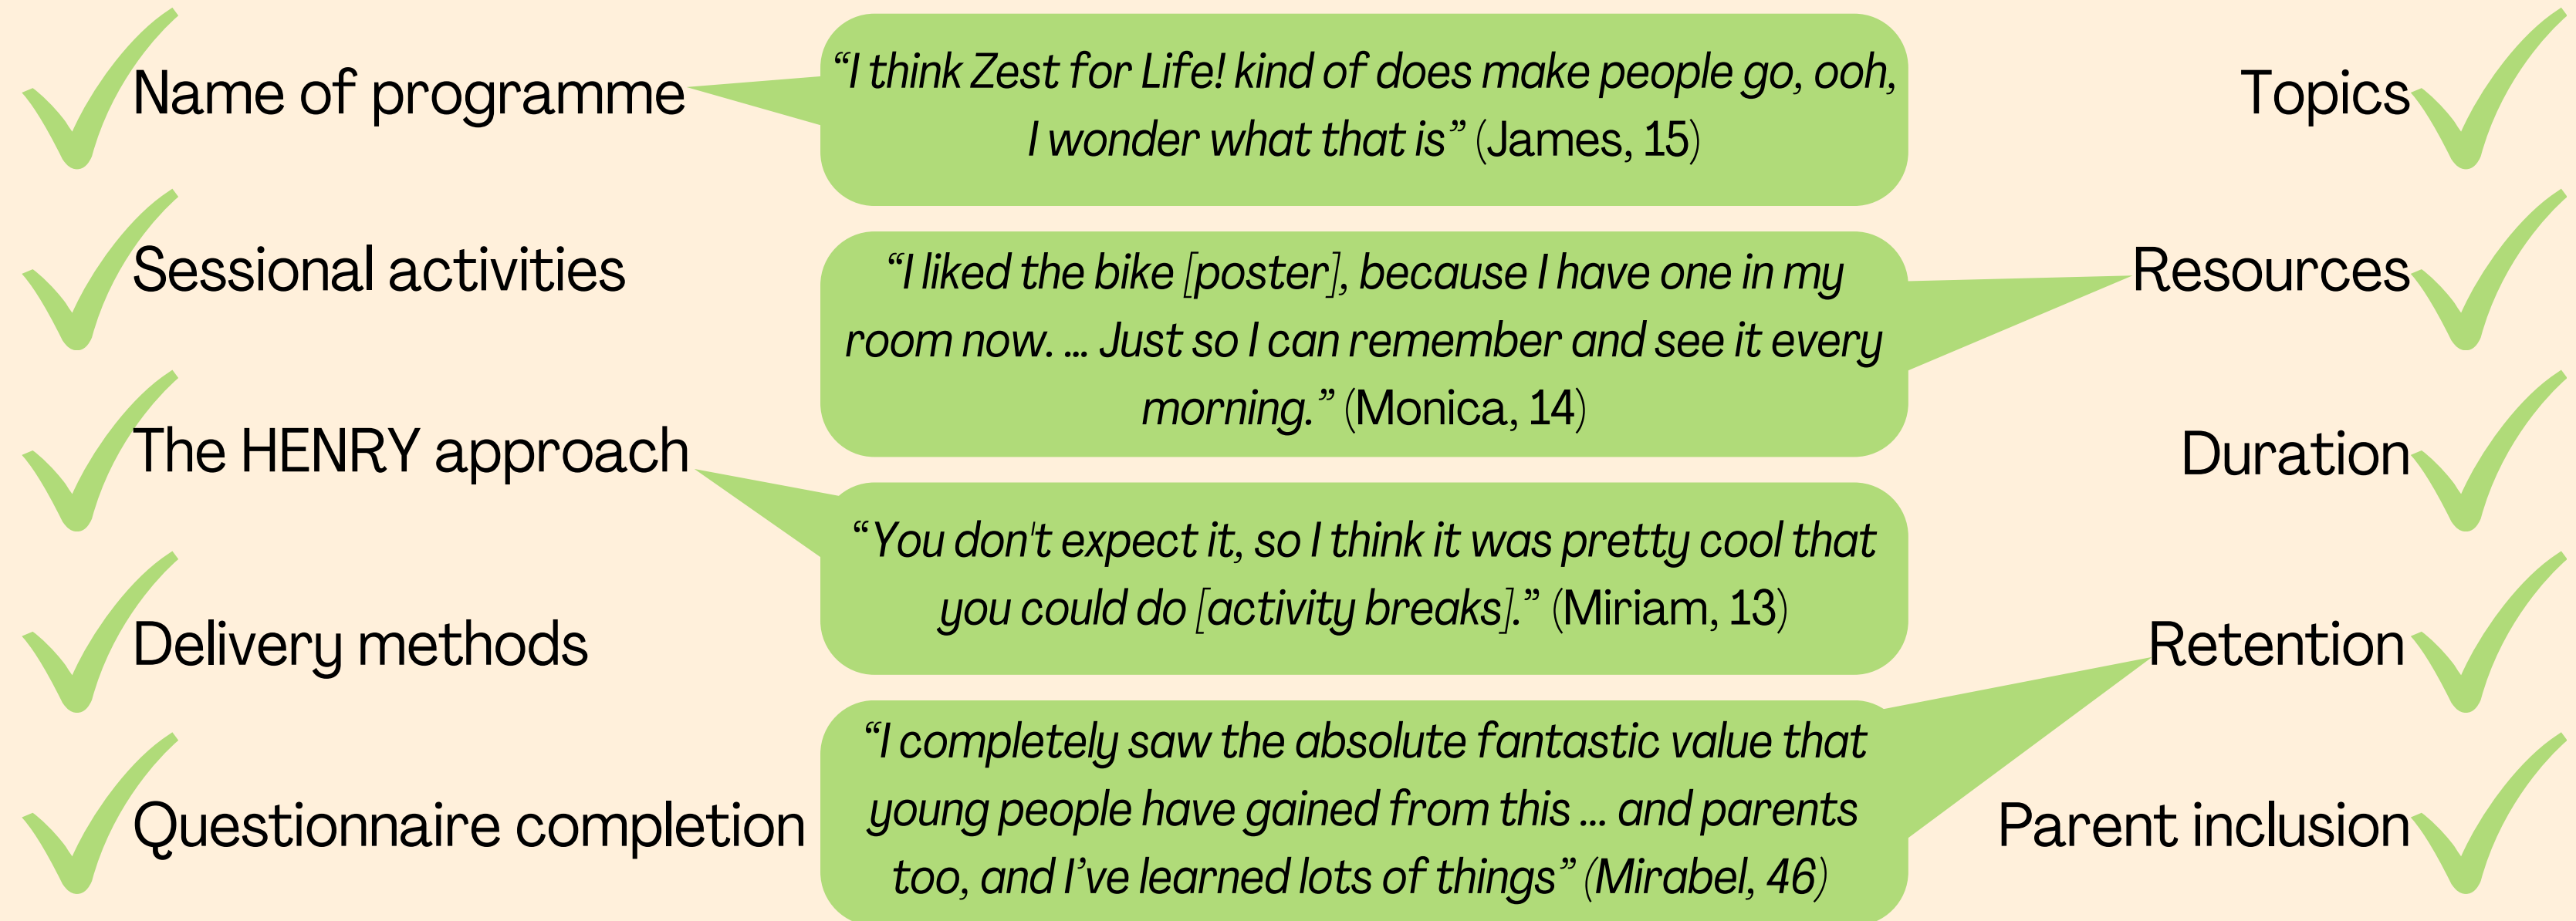 Name of programme
Sessional activities
The HENRY approach
Delivery methods
Questionnaire completion
“I think Zest for Life! kind of does make people go, ooh,
I wonder what that is” (James, 15)
“I liked the bike [poster], because I have one in my
room now. ... Just so I can remember and see it every
morning.” (Monica, 14)
“You don't expect it, so I think it was pretty cool that
you could do [activity breaks].” (Miriam, 13)
“I completely saw the absolute fantastic value that
young people have gained from this ... and parents
too, and I’ve learned lots of things” (Mirabel, 46)
Topics
Resources
Duration
Retention
Parent inclusion